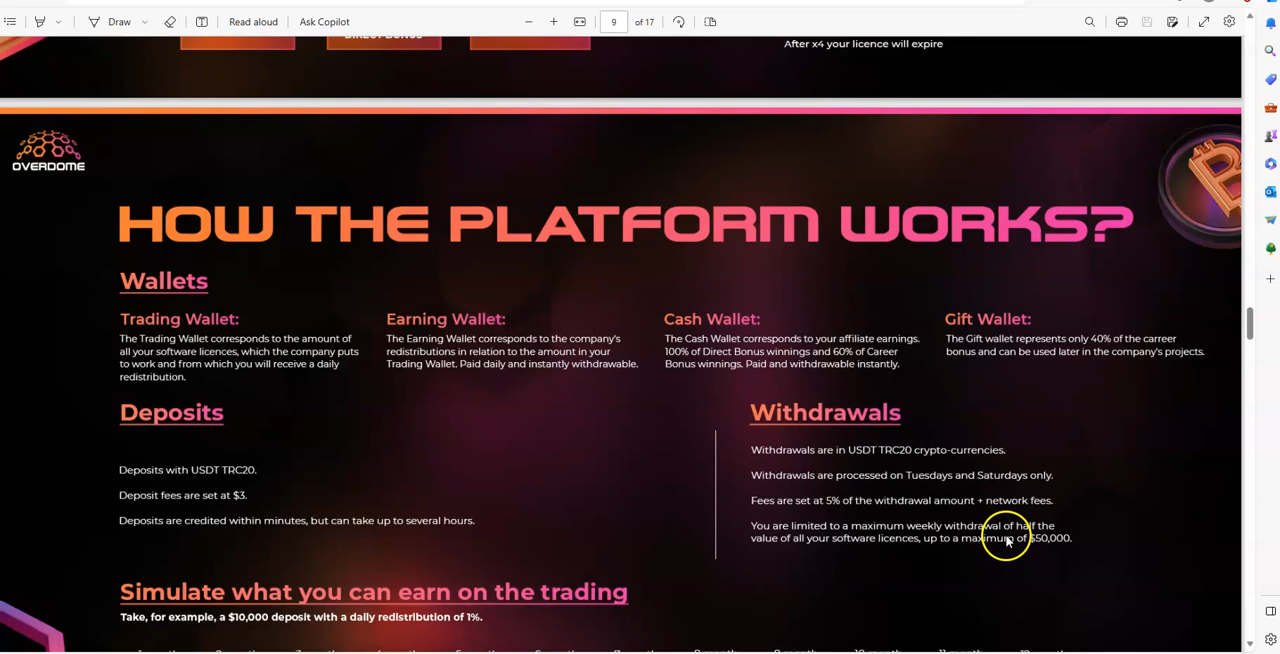 Draw
Read aloud
Ask Copilot
9
of 17
DIRECT BONUS
After x4 your licence will expire
OVERDOME
HOW THE PLATFORM WORKS?
Wallets
Trading Wallet:
The Trading Wallet corresponds to the amount of
all your software licences, which the company puts
to work and from which you will receive a daily
redistribution.
Earning Wallet:
The Earning Wallet corresponds to the company's
redistributions in relation to the amount in your
Trading Wallet. Paid daily and instantly withdrawable.
Cash Wallet:
The Cash Wallet corresponds to your affiliate earnings.
100% of Direct Bonus winnings and 60% of Career
Bonus winnings. Paid and withdrawable instantly.
Gift Wallet:
The Gift wallet represents only 40% of the carreer
bonus and can be used later in the company's projects.
Deposits
Deposits with USDT TRC20.
Deposit fees are set at $3.
Deposits are credited within minutes, but can take up to several hours.
Withdrawals
Withdrawals are in USDT TRC20 crypto-currencies.
Withdrawals are processed on Tuesdays and Saturdays only.
Fees are set at 5% of the withdrawal amount + network fees.
You are limited to a maximum weekly withdrawal of half the
value of all your software licences, up to a maximum of $50,000.
Simulate what you can earn on the trading
Take, for example, a $10,000 deposit with a daily redistribution of 1%.